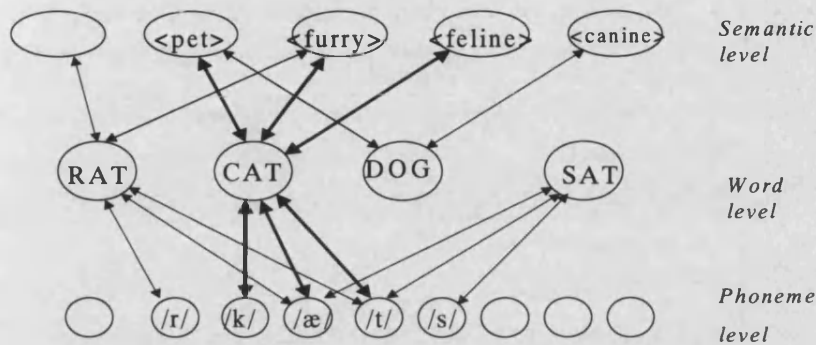 <pet> <furry> <feline> <canine> Semantic
level
RAT CAT DOG SAT
Word
level
/r/ /k/ /æ/ /t/ /s/ Phoneme
level